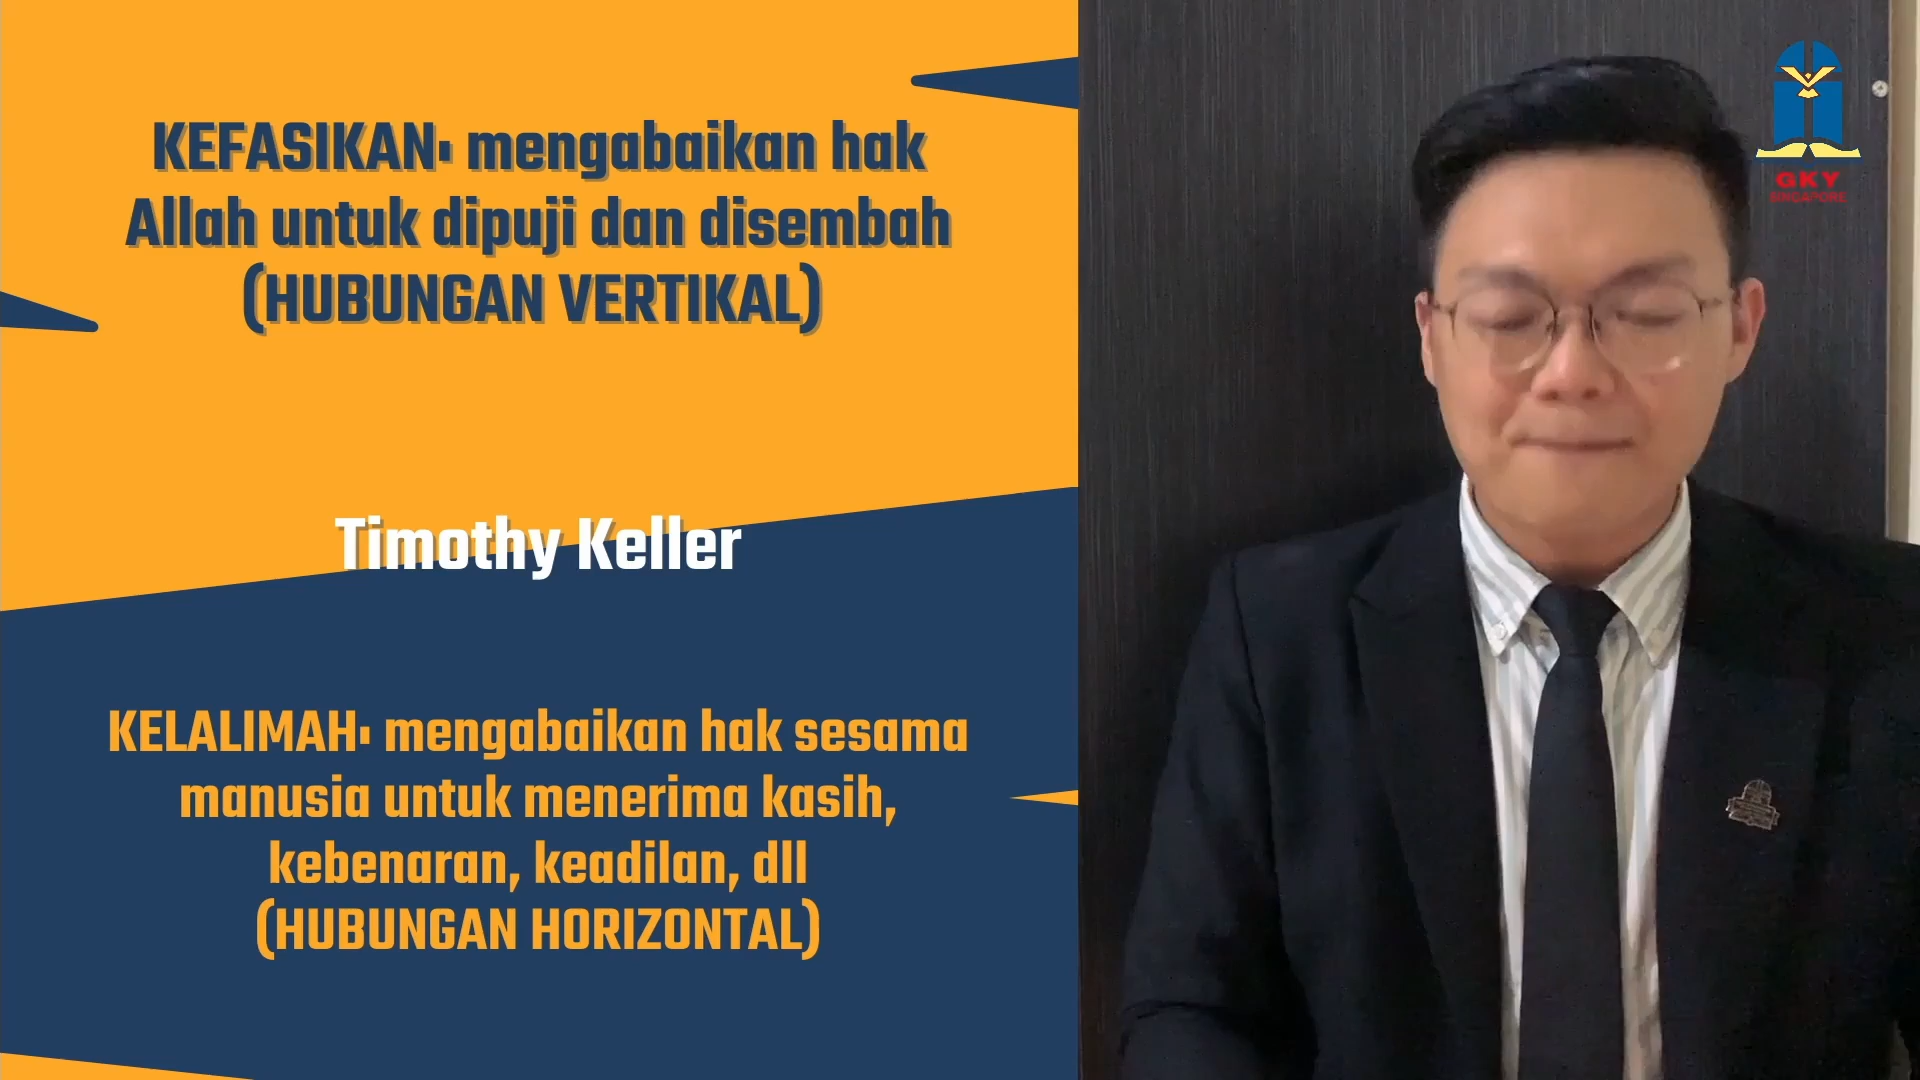 KEFASIKAN: mengabaikan hak
Allah untuk dipuji dan disembah
(HUBUNGAN VERTIKAL)
Timothy Keller
KELALIMAH: mengabaikan hak sesama
manusia untuk menerima kasih,
kebenaran, keadilan, dll
(HUBUNGAN HORIZONTAL)
GKY
SINGAPORE